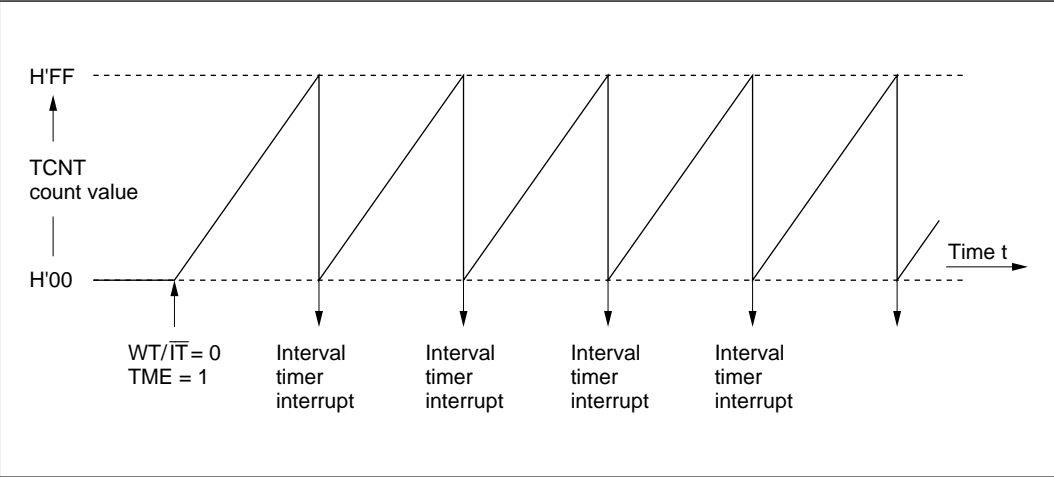 H'FF
TCNT
count value
H'00
Time t
WT/I̅T̅ = 0
TME = 1
Interval
timer
interrupt
Interval
timer
interrupt
Interval
timer
interrupt
Interval
timer
interrupt